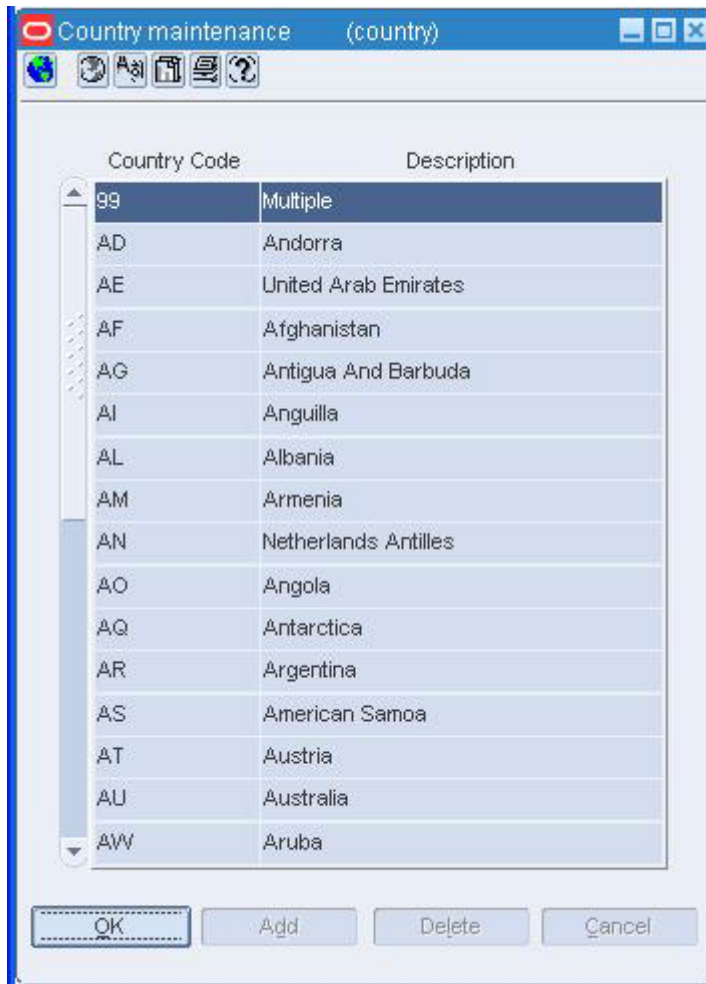 Country maintenance (country)
Country Code Description
99 Multiple
AD Andorra
AE United Arab Emirates
AF Afghanistan
AG Antigua And Barbuda
AI Anguilla
AL Albania
AM Armenia
AN Netherlands Antilles
AO Angola
AQ Antarctica
AR Argentina
AS American Samoa
AT Austria
AU Australia
AW Aruba
OK Add Delete Cancel